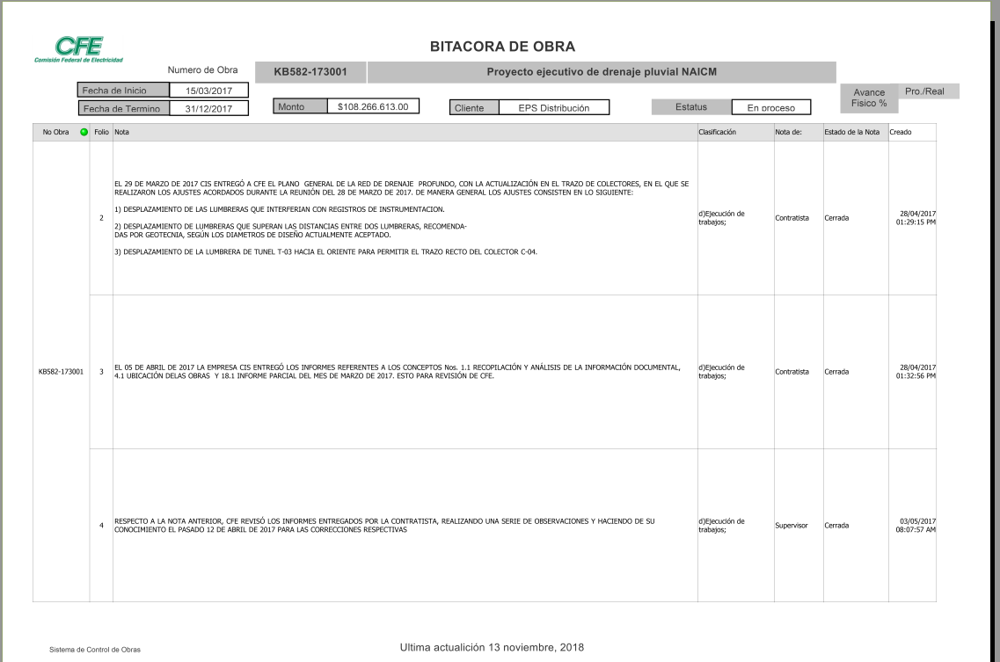 CFE
Comisión Federal de Electricidad
BITACORA DE OBRA
Numero de Obra
KB582-173001
Proyecto ejecutivo de drenaje pluvial NAICM
Fecha de Inicio
15/03/2017
Fecha de Termino
31/12/2017
Monto
$108.266.613.00
Cliente
EPS Distribución
Estatus
En proceso
Avance
Fisico %
Pro./Real
No Obra
Folio
Nota
Clasificación
Nota de:
Estado de la Nota
Creado
KB582-173001
2
EL 29 DE MARZO DE 2017 CIS ENTREGÓ A CFE EL PLANO GENERAL DE LA RED DE DRENAJE PROFUNDO, CON LA ACTUALIZACIÓN EN EL TRAZO DE COLECTORES, EN EL QUE SE
REALIZARON LOS AJUSTES ACORDADOS DURANTE LA REUNIÓN DEL 28 DE MARZO DE 2017. DE MANERA GENERAL LOS AJUSTES CONSISTEN EN LO SIGUIENTE:
1) DESPLAZAMIENTO DE LAS LUMBRERAS QUE INTERFERIAN CON REGISTROS DE INSTRUMENTACION.
2) DESPLAZAMIENTO DE LUMBRERAS QUE SUPERAN LAS DISTANCIAS ENTRE DOS LUMBRERAS, RECOMENDA-
DAS POR GEOTECNIA, SEGÚN LOS DIAMETROS DE DISEÑO ACTUALMENTE ACEPTADO.
3) DESPLAZAMIENTO DE LA LUMBRERA DE TUNEL T-03 HACIA EL ORIENTE PARA PERMITIR EL TRAZO RECTO DEL COLECTOR C-04.
d)Ejecución de
trabajos;
Contratista
Cerrada
28/04/2017
01:29:15 PM
3
EL 05 DE ABRIL DE 2017 LA EMPRESA CIS ENTREGÓ LOS INFORMES REFERENTES A LOS CONCEPTOS Nos. 1.1 RECOPILACIÓN Y ANÁLISIS DE LA INFORMACIÓN DOCUMENTAL,
4.1 UBICACIÓN DELAS OBRAS Y 18.1 INFORME PARCIAL DEL MES DE MARZO DE 2017. ESTO PARA REVISIÓN DE CFE.
d)Ejecución de
trabajos;
Contratista
Cerrada
28/04/2017
01:32:56 PM
4
RESPECTO A LA NOTA ANTERIOR, CFE REVISÓ LOS INFORMES ENTREGADOS POR LA CONTRATISTA, REALIZANDO UNA SERIE DE OBSERVACIONES Y HACIENDO DE SU
CONOCIMIENTO EL PASADO 12 DE ABRIL DE 2017 PARA LAS CORRECCIONES RESPECTIVAS
d)Ejecución de
trabajos;
Supervisor
Cerrada
03/05/2017
08:07:57 AM
Sistema de Control de Obras
Ultima actualición 13 noviembre, 2018